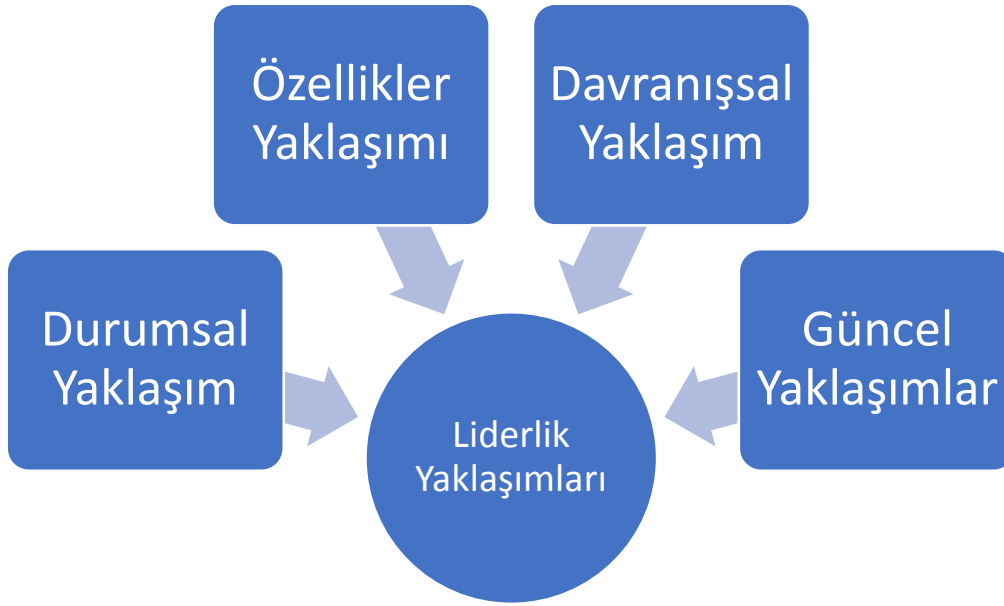 Özellikler
Yaklaşımı
Davranışsal
Yaklaşım
Durumsal
Yaklaşım
Güncel
Yaklaşımlar
Liderlik
Yaklaşımları